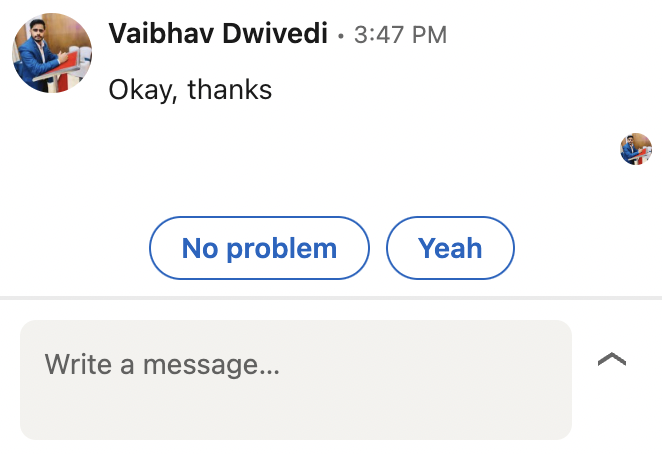 Vaibhav Dwivedi • 3:47 PM
Okay, thanks
No problem Yeah
Write a message...